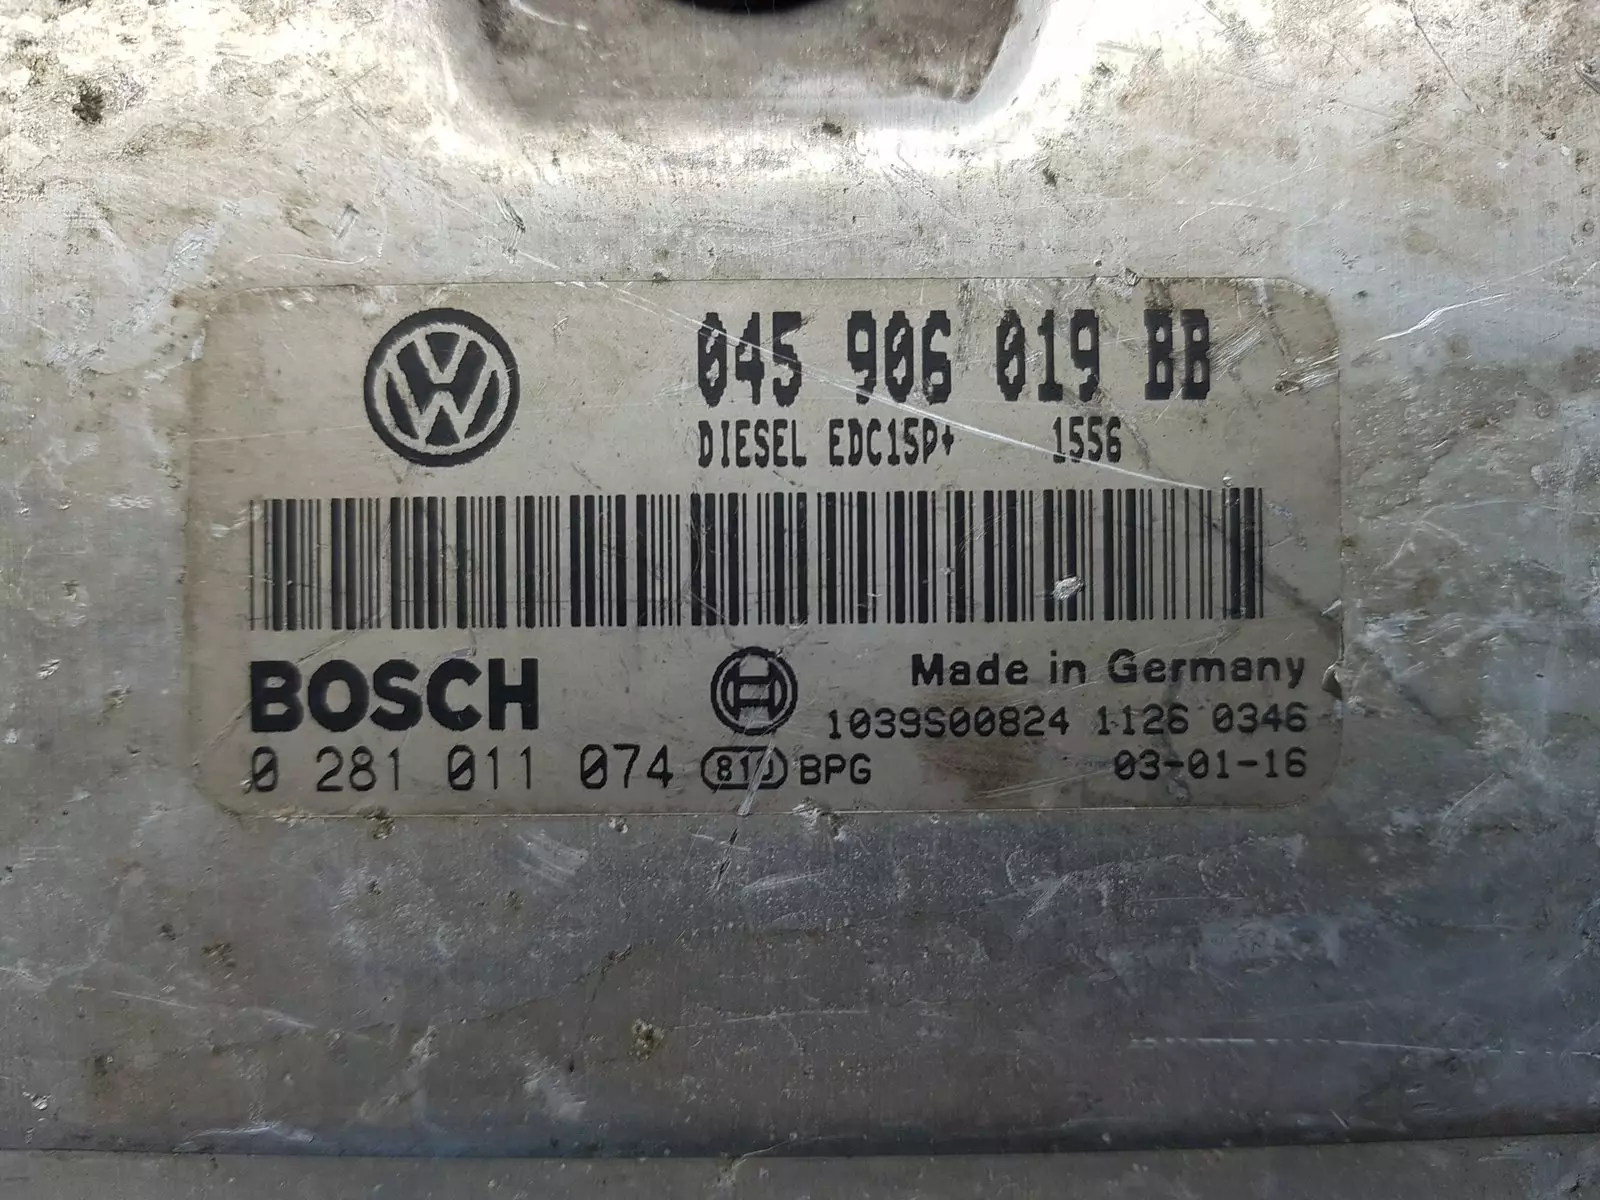 045 906 019 BB
DIESEL EDC15P+ 1556
BOSCH
Made in Germany
1039S00824 1126 0346
0 281 011 074 BPG 03-01-16